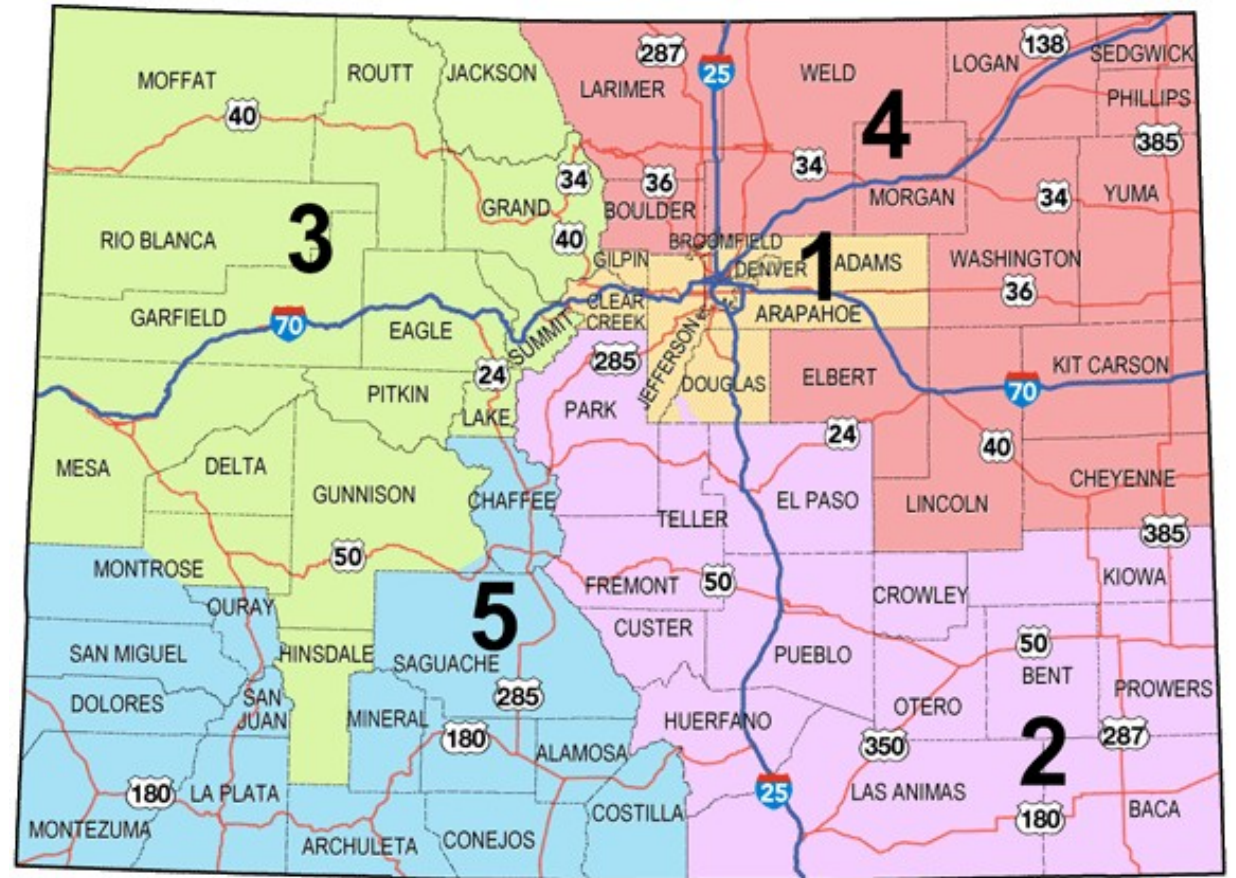 MOFFAT
ROUTT
JACKSON
287
25
LARIMER
WELD
LOGAN
138
SEDGWICK
PHILLIPS
40
4
385
34
36
34
34
YUMA
GRAND
BOULDER
MORGAN
3
RIO BLANCA
40
BROOMFIELD
GILPIN
DENVER
1
ADAMS
WASHINGTON
36
GARFIELD
70
EAGLE
SUMMIT
CLEAR
CREEK
ARAPAHOE
285
JEFFERSON
KIT CARSON
24
PITKIN
DOUGLAS
ELBERT
70
LAKE
PARK
24
40
MESA
DELTA
GUNNISON
CHAFFEE
TELLER
EL PASO
LINCOLN
CHEYENNE
385
50
MONTROSE
OURAY
5
FREMONT
50
CROWLEY
KIOWA
SAN MIGUEL
HINSDALE
SAGUACHE
CUSTER
PUEBLO
50
BENT
DOLORES
SAN
JUAN
MINERAL
285
HUERFANO
OTERO
PROWERS
180
ALAMOSA
350
2
287
180
LA PLATA
COSTILLA
25
LAS ANIMAS
180
BACA
MONTEZUMA
ARCHULETA
CONEJOS